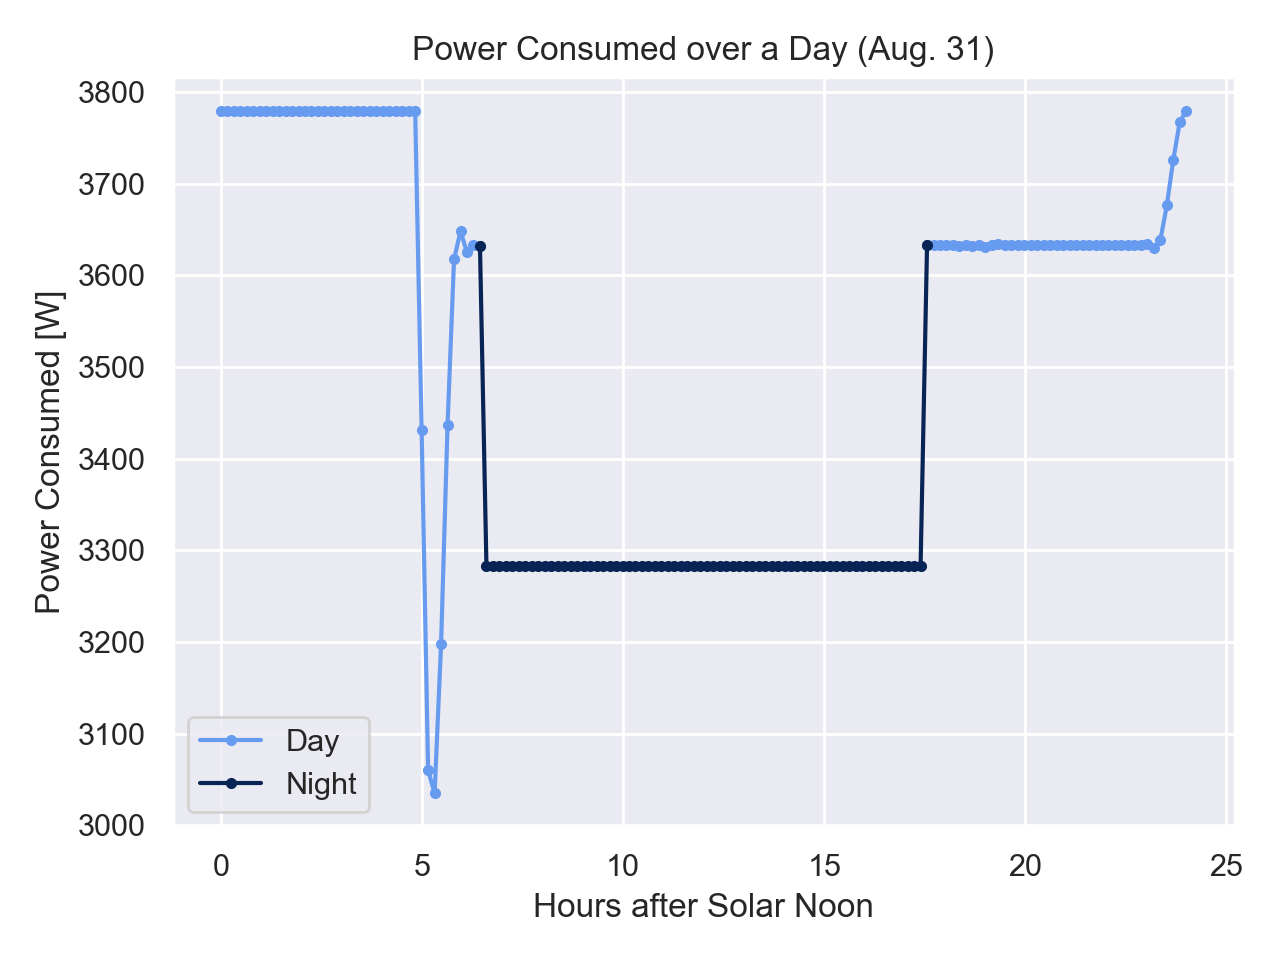 Power Consumed over a Day (Aug. 31)
Power Consumed [W]
3800
3700
3600
3500
3400
3300
3200
3100
3000
Day
Night
0 5 10 15 20 25
Hours after Solar Noon